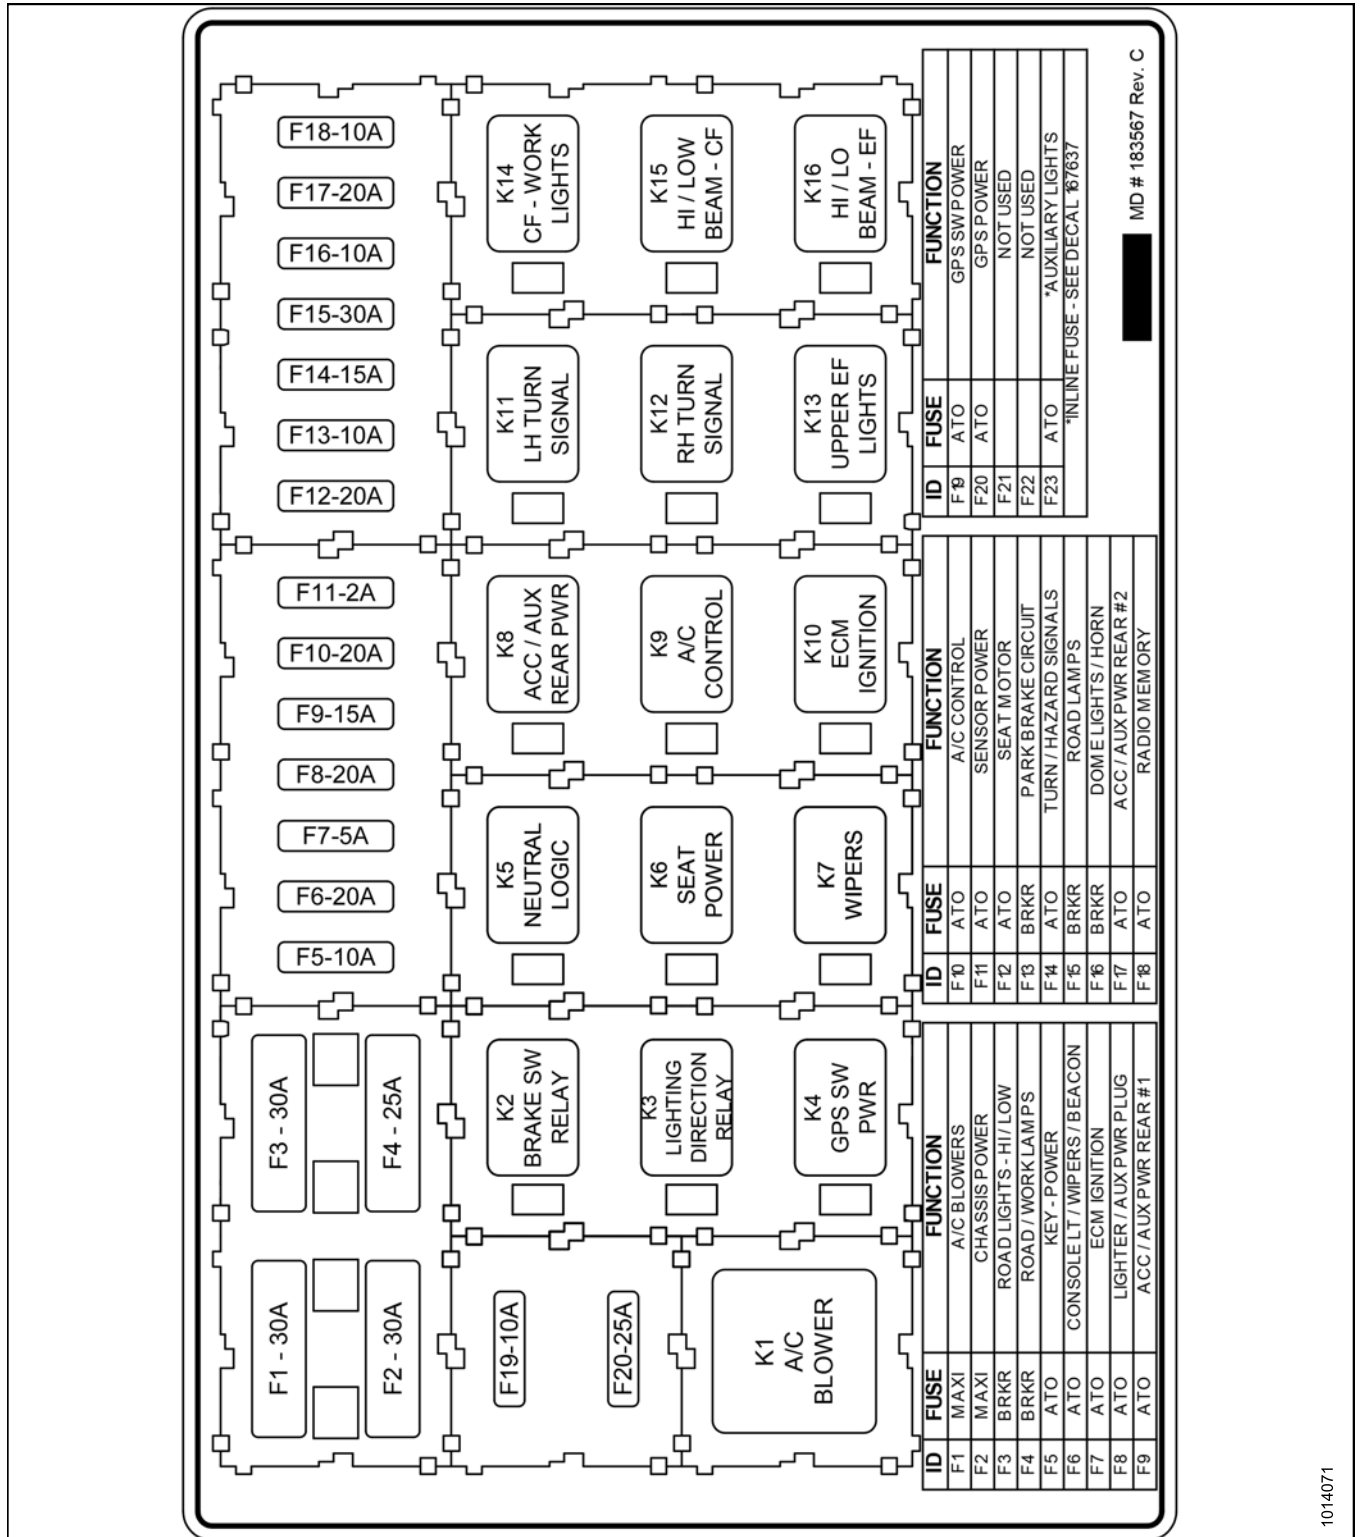 F18-10A
F17-20A
F16-10A
F15-30A
F14-15A
F13-10A
F12-20A
F11-2A
F10-20A
F9-15A
F8-20A
F7-5A
F6-20A
F5-10A
F3 - 30A
F4 - 25A
F1 - 30A
F2 - 30A
K14
CF - WORK
LIGHTS
K15
HI / LOW
BEAM - CF
K16
HI / LO
BEAM - EF
K11
LH TURN
SIGNAL
K12
RH TURN
SIGNAL
K13
UPPER EF
LIGHTS
K8
ACC / AUX
REAR PWR
K9
A/C
CONTROL
K10
ECM
IGNITION
K5
NEUTRAL
LOGIC
K6
SEAT
POWER
K7
WIPERS
K2
BRAKE SW
RELAY
K3
LIGHTING
DIRECTION
RELAY
K4
GPS SW
PWR
F19-10A
F20-25A
K1
A/C
BLOWER
ID FUSE FUNCTION
F1 MAXI A/C BLOWERS
F2 MAXI CHASSIS POWER
F3 BRKR ROAD LIGHTS - HI / LOW
F4 BRKR ROAD / WORK LAMPS
F5 ATO KEY - POWER
F6 ATO CONSOLE LT / WIPERS / BEACON
F7 ATO ECM IGNITION
F8 ATO LIGHTER / AUX PWR PLUG
F9 ATO ACC / AUX PWR REAR #1
ID FUSE FUNCTION
F10 ATO A/C CONTROL
F11 ATO SENSOR POWER
F12 ATO SEAT MOTOR
F13 BRKR PARK BRAKE CIRCUIT
F14 ATO TURN / HAZARD SIGNALS
F15 BRKR ROAD LAMPS
F16 BRKR DOME LIGHTS / HORN
F17 ATO ACC / AUX PWR REAR #2
F18 ATO RADIO MEMORY
ID FUSE FUNCTION
F19 ATO GPS SW POWER
F20 ATO GPS POWER
F21 NOT USED
F22 NOT USED
F23 ATO *AUXILIARY LIGHTS
*INLINE FUSE - SEE DECAL 167637
MD # 183567 Rev. C
1014071